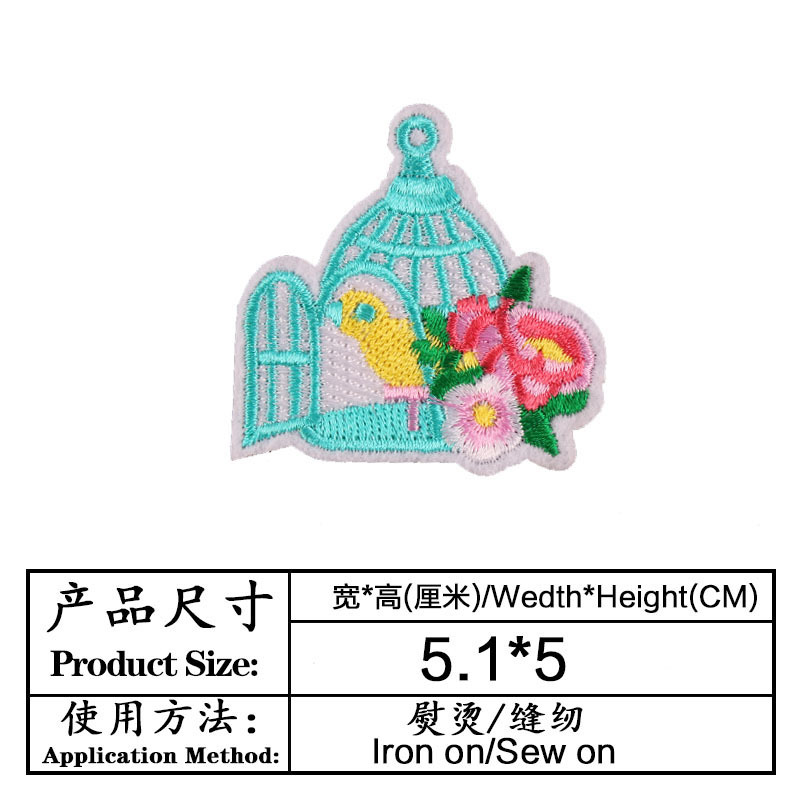 产品尺寸
Product Size:
宽*高(厘米)/Wedth*Height(CM)
5.1*5
使用方法：
Application Method:
熨烫/缝纫
Iron on/Sew on